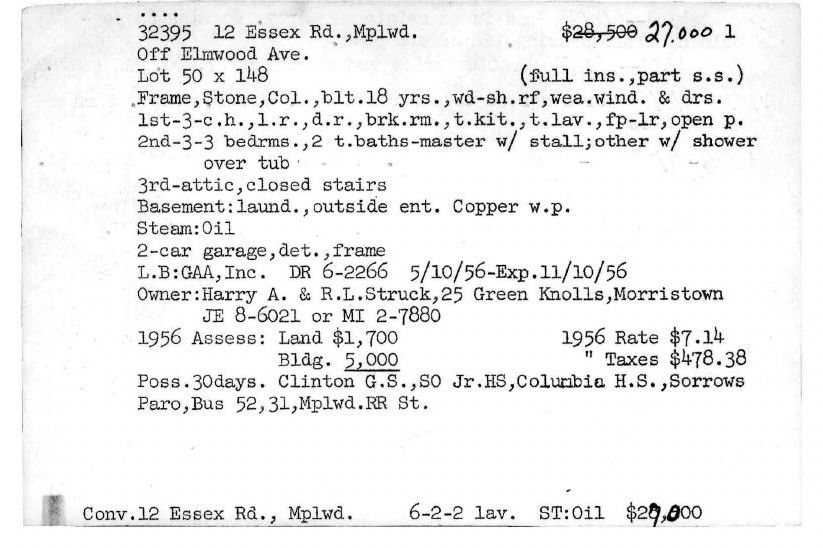 ....
32395 12 Essex Rd.,Mplwd. $28,500 27.000 1
Off Elmwood Ave.
Lot 50 x 148 (full ins.,part s.s.)
Frame,Stone,Col.,blt.18 yrs.,wd-sh.rf,wea.wind. & drs.
1st-3-c.h.,l.r.,d.r.,brk.rm.,t.kit.,t.lav.,fp-lr,open p.
2nd-3-3 bedrms.,2 t.baths-master w/ stall;other w/ shower
over tub
3rd-attic,closed stairs
Basement:laund.,outside ent. Copper w.p.
Steam:Oil
2-car garage,det.,frame
L.B:GAA,Inc. DR 6-2266 5/10/56-Exp.11/10/56
Owner:Harry A. & R.L.Struck,25 Green Knolls,Morristown
JE 8-6021 or MI 2-7880
1956 Assess: Land $1,700 1956 Rate $7.14
Bldg. 5,000 " Taxes $478.38
Poss.30days. Clinton G.S.,SO Jr.HS,Columbia H.S.,Sorrows
Paro,Bus 52,31,Mplwd.RR St.
Conv.12 Essex Rd., Mplwd. 6-2-2 lav. ST:Oil $27,000